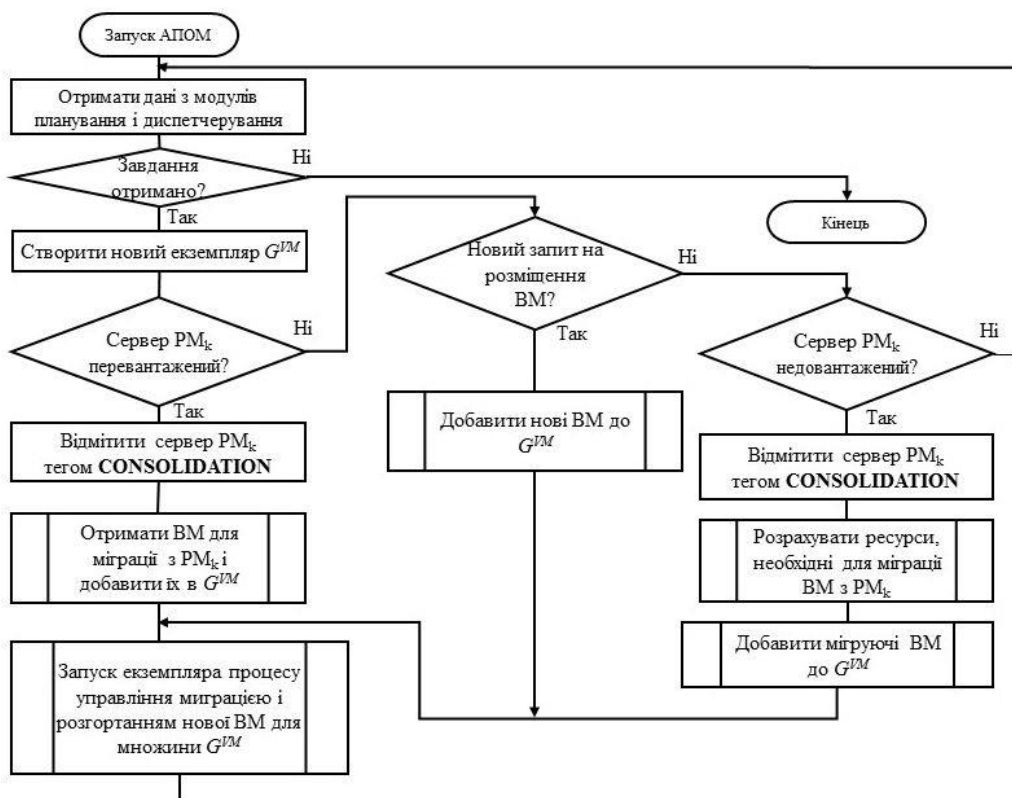 Запуск АПОМ
Отримати дані з модулів
планування і диспетчерування
Завдання
отримано?
Ні
Так
Кінець
Створити новий екземпляр G^VM
Сервер PM_k
перевантажений?
Ні
Так
Новий запит на
розміщення
ВМ?
Ні
Так
Сервер PM_k
недовантажений?
Ні
Так
Відмітити сервер PM_k
тегом CONSOLIDATION
Добавити нові ВМ до
G^VM
Відмітити сервер PM_k
тегом CONSOLIDATION
Отримати ВМ для
міграції з PM_k і
добавити їх в G^VM
Розрахувати ресурси,
необхідні для міграції
ВМ з PM_k
Добавити мігруючі ВМ
до G^VM
Запуск екземпляра процесу
управління миграцією і
розгортанням нової ВМ для
множини G^VM